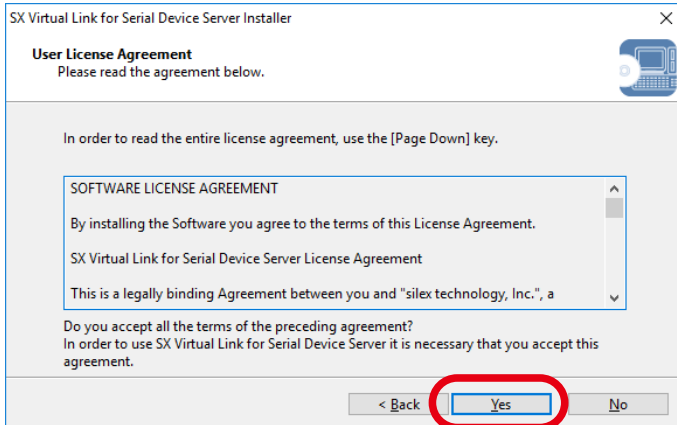 SX Virtual Link for Serial Device Server Installer
User License Agreement
Please read the agreement below.
In order to read the entire license agreement, use the [Page Down] key.
SOFTWARE LICENSE AGREEMENT
By installing the Software you agree to the terms of this License Agreement.
SX Virtual Link for Serial Device Server License Agreement
This is a legally binding Agreement between you and "silex technology, Inc.", a
Do you accept all the terms of the preceding agreement?
In order to use SX Virtual Link for Serial Device Server it is necessary that you accept this
agreement.
< Back Yes No